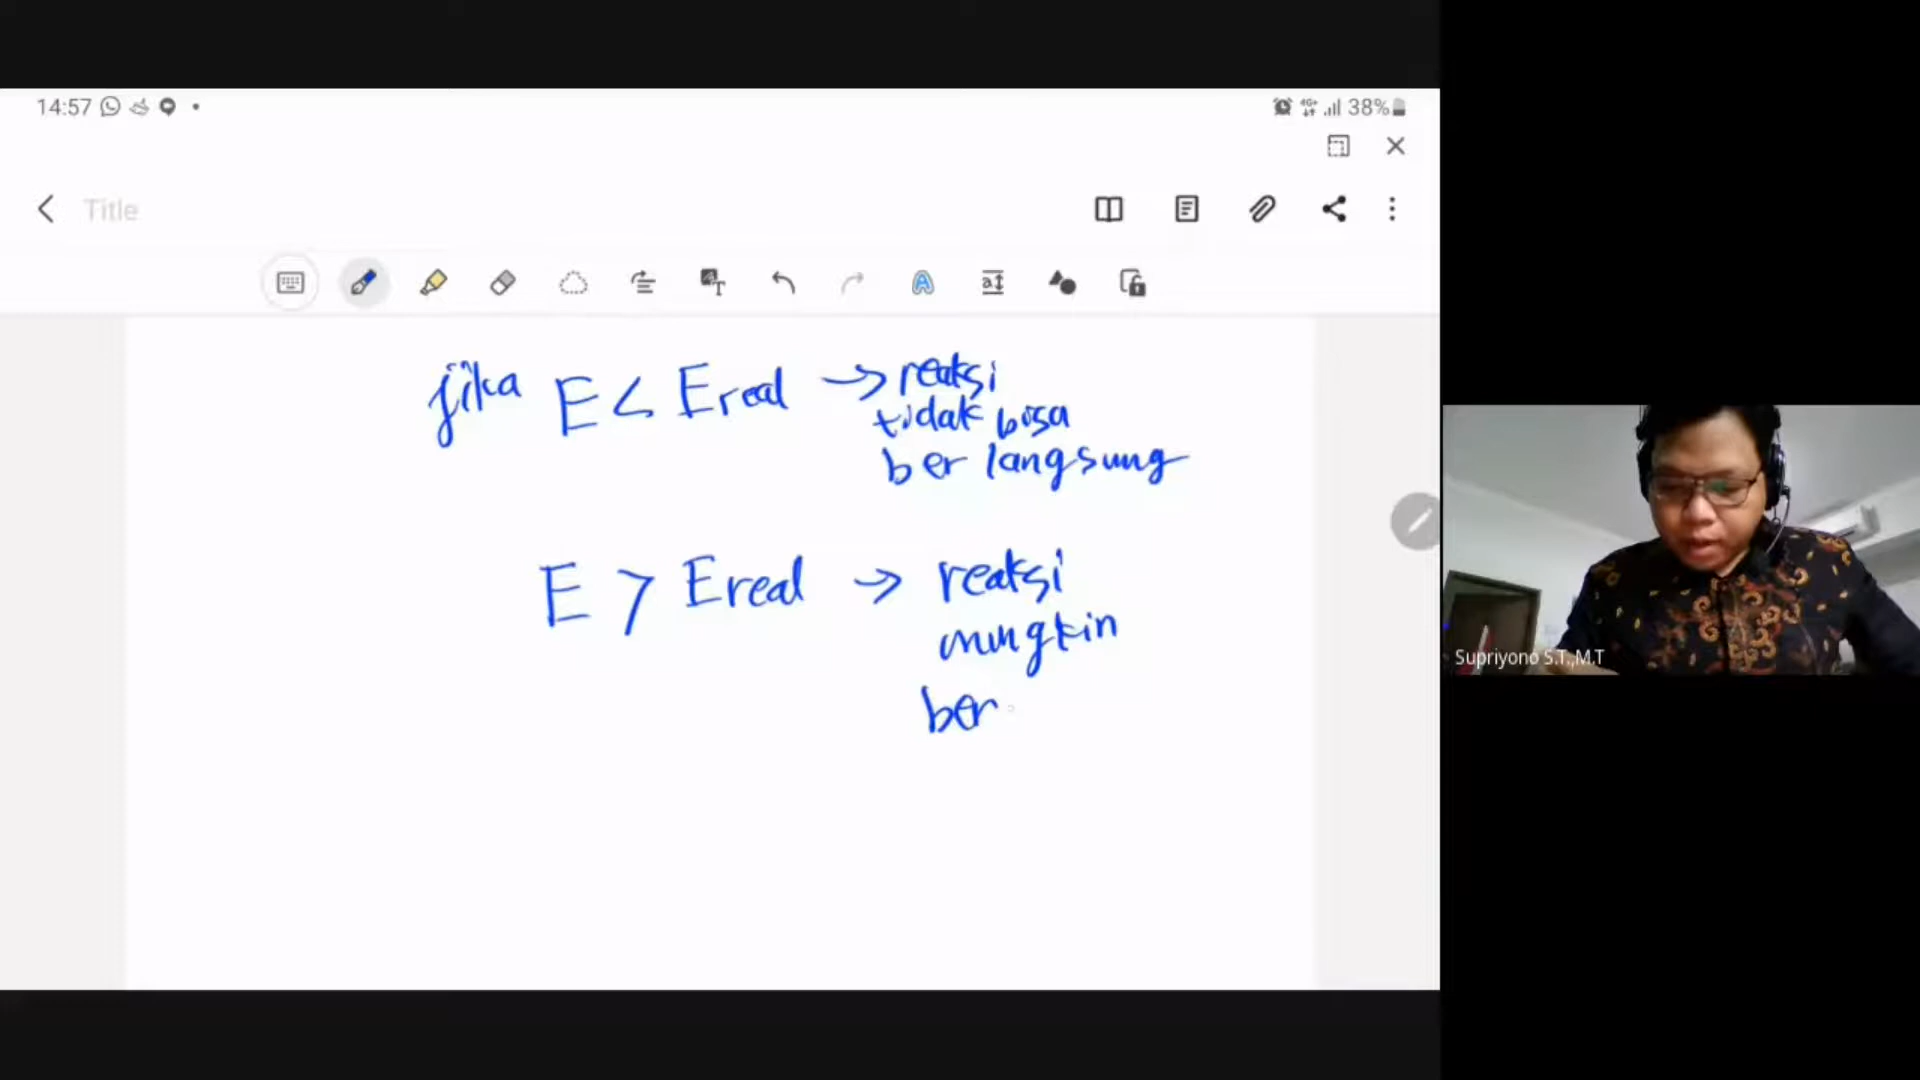 14:57
38%
Title
jika E < Ereal → reaksi
tidak bisa
ber langsung
E > Ereal → reaksi
mungkin
ber
Supriyono S.T.,M.T